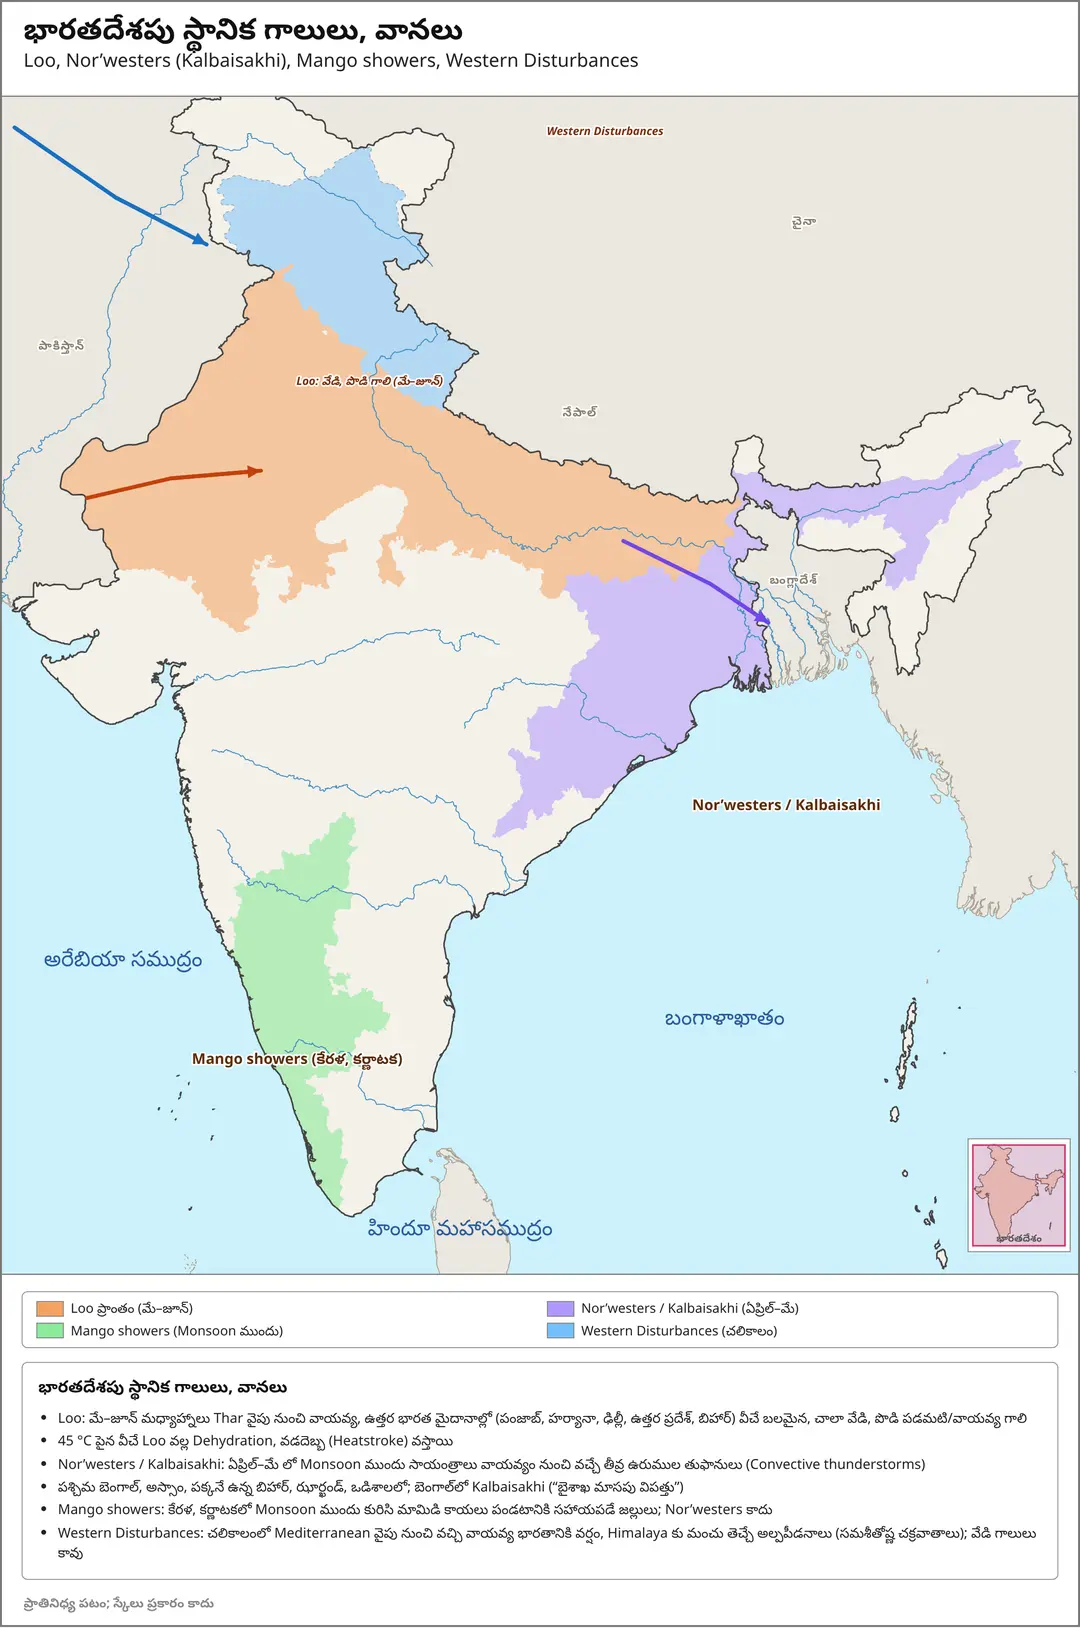 భారతదేశపు స్థానిక గాలులు, వానలు
Loo, Nor’westers (Kalbaisakhi), Mango showers, Western Disturbances
Western Disturbances
చైనా
పాకిస్తాన్
Loo: వేడి, పొడి గాలి (మే–జూన్)
నేపాల్
బంగ్లాదేశ్
Nor’westers / Kalbaisakhi
అరేబియా సముద్రం
బంగాళాఖాతం
Mango showers (కేరళ, కర్ణాటక)
హిందూ మహాసముద్రం
భారతదేశం
Loo ప్రాంతం (మే–జూన్)
Nor’westers / Kalbaisakhi (ఏప్రిల్–మే)
Mango showers (Monsoon ముందు)
Western Disturbances (చలికాలం)
భారతదేశపు స్థానిక గాలులు, వానలు
• Loo: మే–జూన్ మధ్యాహ్నాలు Thar వైపు నుంచి వాయవ్య, ఉత్తర భారత మైదానాల్లో (పంజాబ్, హర్యానా, ఢిల్లీ, ఉత్తర ప్రదేశ్, బిహార్) వీచే బలమైన, చాలా వేడి, పొడి పడమటి/వాయవ్య గాలి
• 45 °C పైన వీచే Loo వల్ల Dehydration, వడదెబ్బ (Heatstroke) వస్తాయి
• Nor’westers / Kalbaisakhi: ఏప్రిల్–మే లో Monsoon ముందు సాయంత్రాలు వాయవ్యం నుంచి వచ్చే తీవ్ర ఉరుముల తుఫానులు (Convective thunderstorms)
• పశ్చిమ బెంగాల్, అస్సాం, పక్కనే ఉన్న బిహార్, ఝార్ఖండ్, ఒడిశాలలో; బెంగాల్‌లో Kalbaisakhi (“బైశాఖ మాసపు విపత్తు”)
• Mango showers: కేరళ, కర్ణాటకలో Monsoon ముందు కురిసి మామిడి కాయలు పండటానికి సహాయపడే జల్లులు; Nor’westers కాదు
• Western Disturbances: చలికాలంలో Mediterranean వైపు నుంచి వచ్చి వాయవ్య భారతానికి వర్షం, Himalaya కు మంచు తెచ్చే అల్పపీడనాలు (సమశీతోష్ణ చక్రవాతాలు); వేడి గాలులు
కావు
ప్రాతినిధ్య పటం; స్కేలు ప్రకారం కాదు